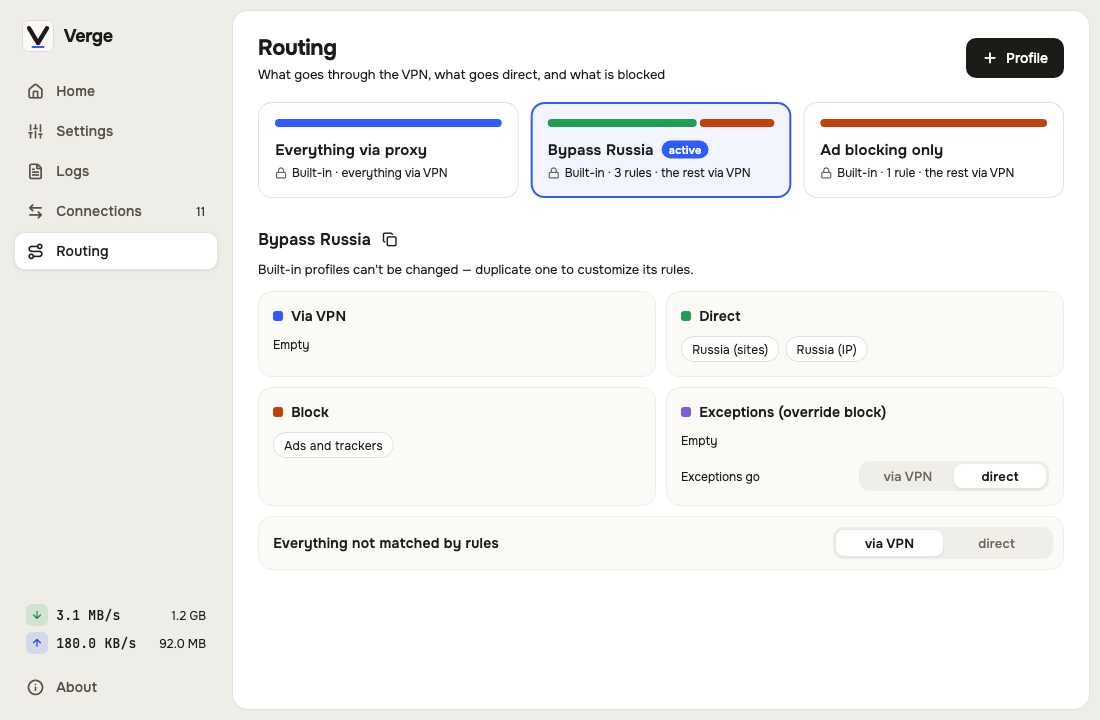 Verge
Home
Settings
Logs
Connections 11
Routing
3.1 MB/s 1.2 GB
180.0 KB/s 92.0 MB
About
Routing
What goes through the VPN, what goes direct, and what is blocked
Profile
Everything via proxy
Built-in · everything via VPN
Bypass Russia active
Built-in · 3 rules · the rest via VPN
Ad blocking only
Built-in · 1 rule · the rest via VPN
Bypass Russia
Built-in profiles can't be changed — duplicate one to customize its rules.
Via VPN
Empty
Direct
Russia (sites) Russia (IP)
Block
Ads and trackers
Exceptions (override block)
Empty
Exceptions go via VPN direct
Everything not matched by rules via VPN direct